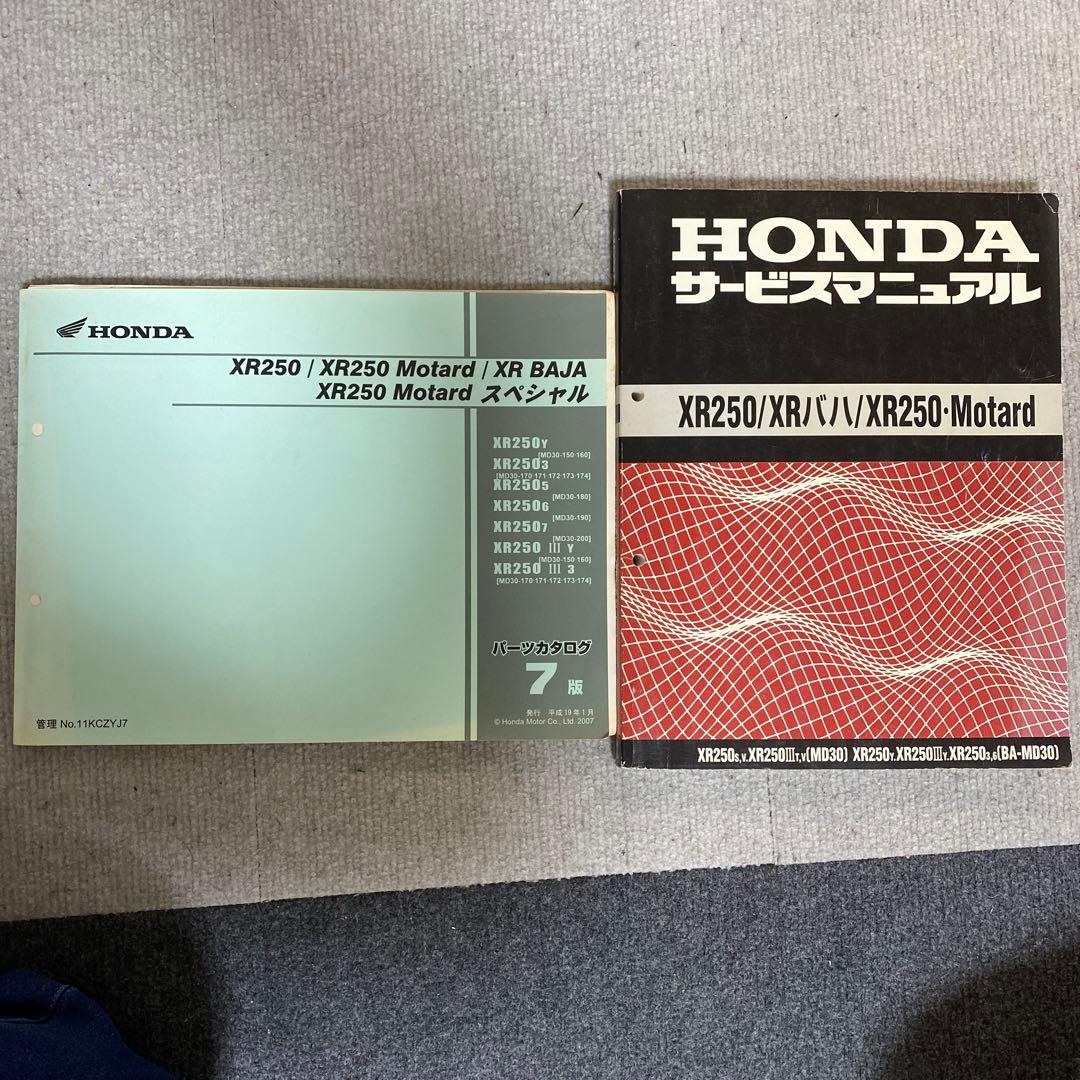 HONDA
XR250 / XR250 Motard / XR BAJA
XR250 Motard スペシャル
XR250Y
[MD30-150·160]
XR2503
[MD30-170·171·172·173·174]
XR2505
[MD30-180]
XR2506
[MD30-190]
XR2507
[MD30-200]
XR250 III Y
[MD30-150·160]
XR250 III 3
[MD30-170·171·172·173·174]
パーツカタログ
7 版
発行 平成19年1月
© Honda Motor Co., Ltd. 2007
管理 No.11KCZYJ7
HONDA
サービスマニュアル
XR250/XRバハ/XR250·Motard
XR250S,V.XR250IIIT,V(MD30) XR250Y.XR250IIIY.XR2503,6(BA-MD30)